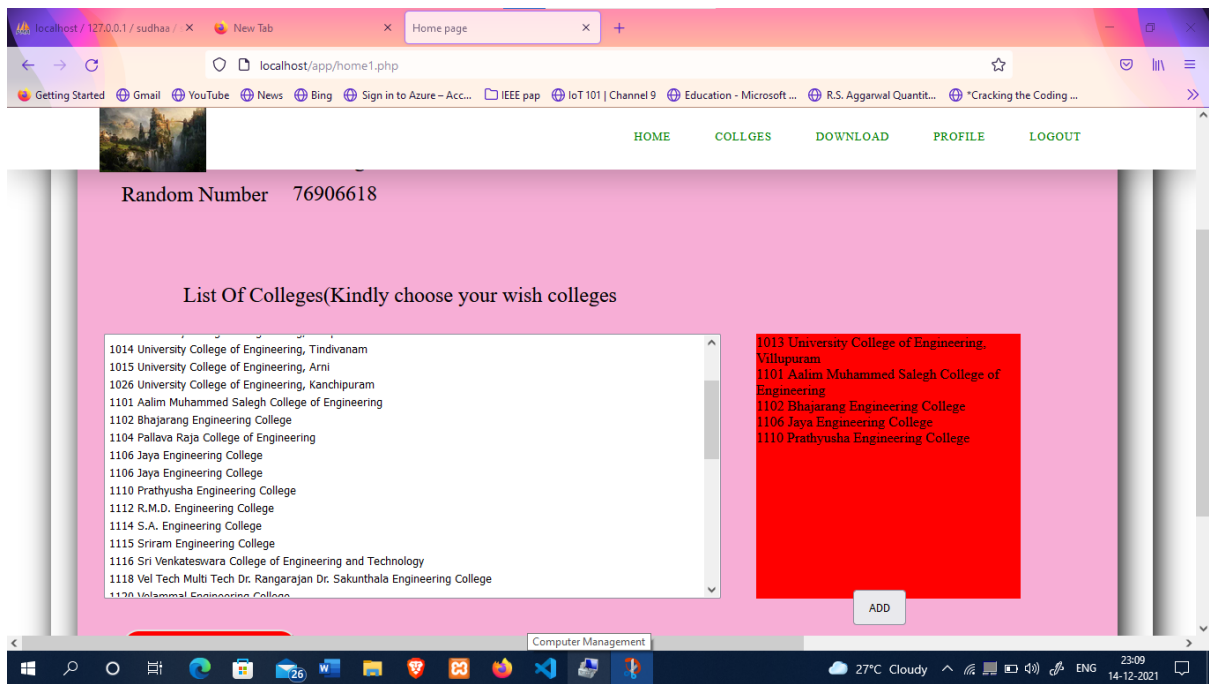 localhost / 127.0.0.1 / sudhaa /
New Tab
Home page
localhost/app/home1.php
Getting Started Gmail YouTube News Bing Sign in to Azure – Acc... IEEE pap IoT 101 | Channel 9 Education - Microsoft ... R.S. Aggarwal Quantit... *Cracking the Coding ...
HOME COLLGES DOWNLOAD PROFILE LOGOUT
Random Number 76906618
List Of Colleges(Kindly choose your wish colleges
1014 University College of Engineering, Tindivanam
1015 University College of Engineering, Arni
1026 University College of Engineering, Kanchipuram
1101 Aalim Muhammed Salegh College of Engineering
1102 Bhajarang Engineering College
1104 Pallava Raja College of Engineering
1106 Jaya Engineering College
1106 Jaya Engineering College
1110 Prathyusha Engineering College
1112 R.M.D. Engineering College
1114 S.A. Engineering College
1115 Sriram Engineering College
1116 Sri Venkateswara College of Engineering and Technology
1118 Vel Tech Multi Tech Dr. Rangarajan Dr. Sakunthala Engineering College
1120 Velammal Engineering College
1013 University College of Engineering,
Villupuram
1101 Aalim Muhammed Salegh College of
Engineering
1102 Bhajarang Engineering College
1106 Jaya Engineering College
1110 Prathyusha Engineering College
ADD
Computer Management
26
27°C Cloudy
ENG
23:09
14-12-2021